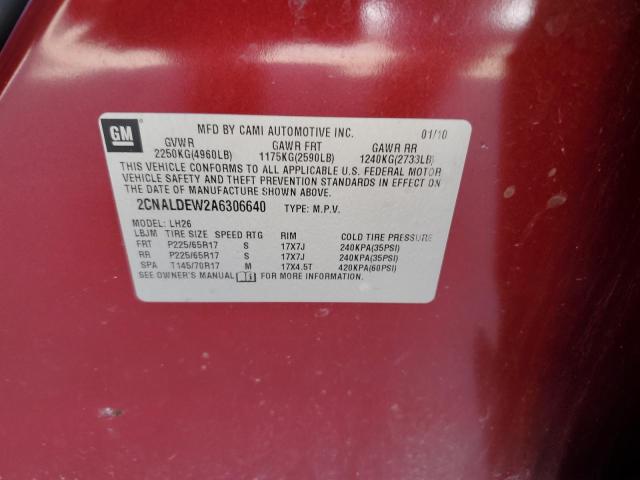 GM
MFD BY CAMI AUTOMOTIVE INC. 01/10
GVWR GAWR FRT GAWR RR
2250KG(4960LB) 1175KG(2590LB) 1240KG(2733LB)
THIS VEHICLE CONFORMS TO ALL APPLICABLE U.S. FEDERAL MOTOR
VEHICLE SAFETY AND THEFT PREVENTION STANDARDS IN EFFECT ON
THE DATE OF MANUFACTURE SHOWN ABOVE.
2CNALDEW2A6306640 TYPE: M.P.V.
MODEL: LH26
LBJM TIRE SIZE SPEED RTG RIM COLD TIRE PRESSURE
FRT P225/65R17 S 17X7J 240KPA(35PSI)
RR P225/65R17 S 17X7J 240KPA(35PSI)
SPA T145/70R17 M 17X4.5T 420KPA(60PSI)
SEE OWNER'S MANUAL FOR MORE INFORMATION.